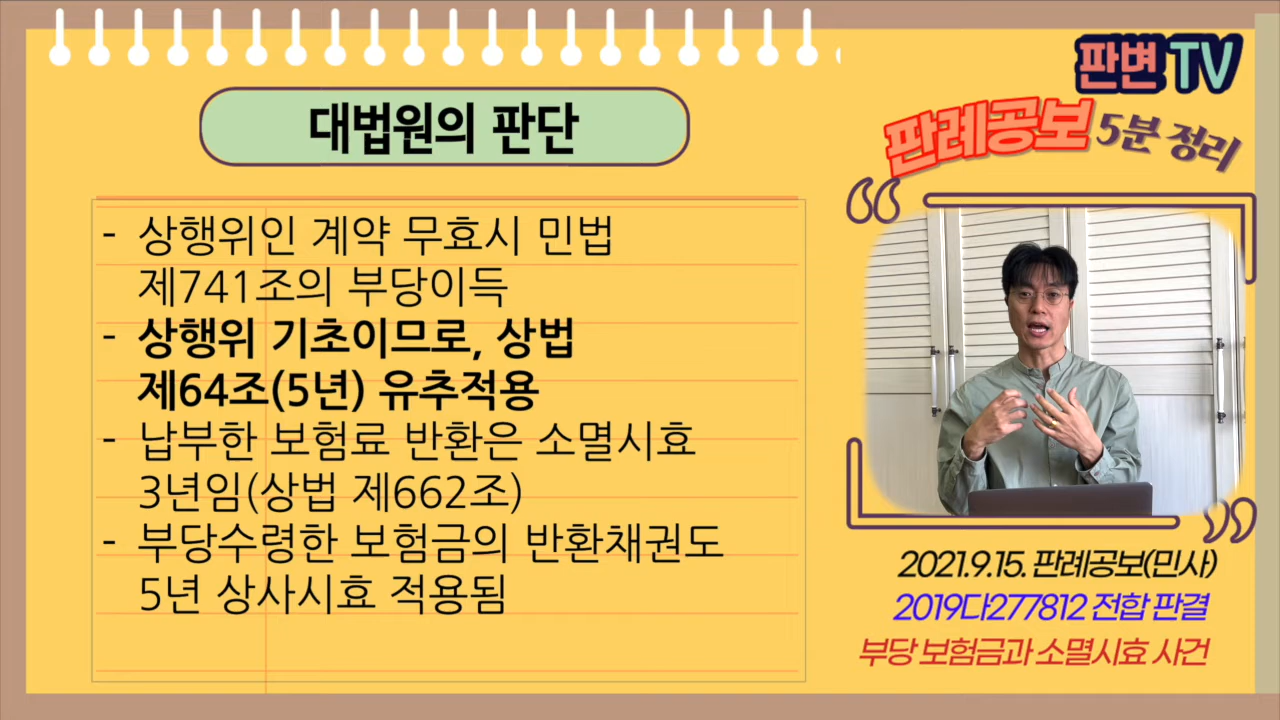 판변 TV
판례공보 5분 정리
대법원의 판단
- 상행위인 계약 무효시 민법
제741조의 부당이득
- 상행위 기초이므로, 상법
제64조(5년) 유추적용
- 납부한 보험료 반환은 소멸시효
3년임(상법 제662조)
- 부당수령한 보험금의 반환채권도
5년 상사시효 적용됨
2021.9.15. 판례공보(민사)
2019다277812 전합 판결
부당 보험금과 소멸시효 사건